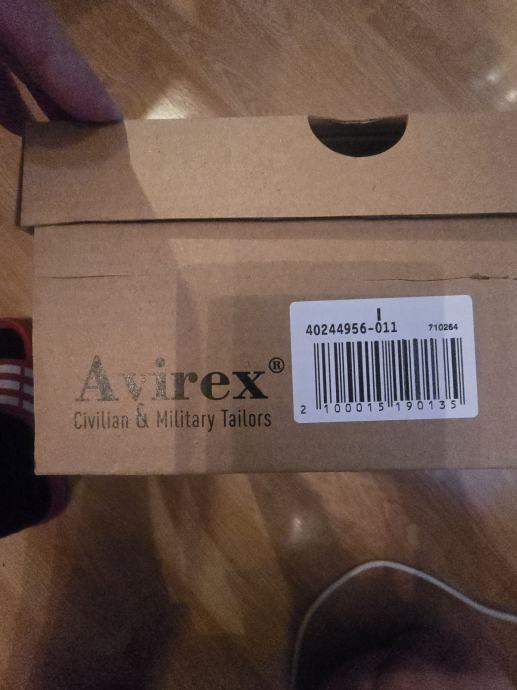 I
40244956-011 710264
2 100015 190135
Avirex®
Civilian & Military Tailors